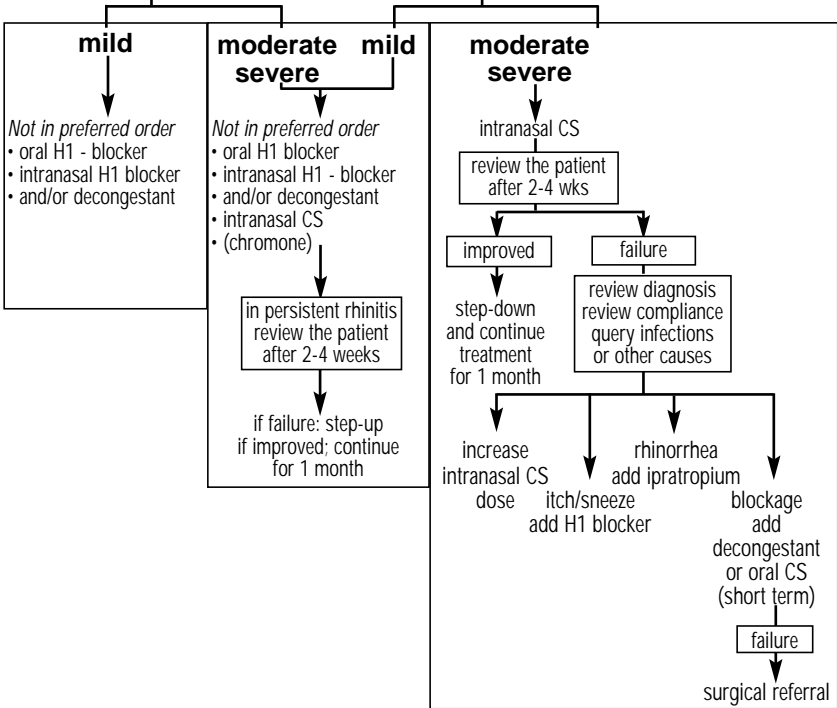 mild
Not in preferred order
• oral H1 - blocker
• intranasal H1 blocker
• and/or decongestant
moderate
severe
mild
Not in preferred order
• oral H1 blocker
• intranasal H1 - blocker
• and/or decongestant
• intranasal CS
• (chromone)
in persistent rhinitis
review the patient
after 2-4 weeks
if failure: step-up
if improved; continue
for 1 month
moderate
severe
intranasal CS
review the patient
after 2-4 wks
improved
step-down
and continue
treatment
for 1 month
failure
review diagnosis
review compliance
query infections
or other causes
increase
intranasal CS
dose
itch/sneeze
add H1 blocker
rhinorrhea
add ipratropium
blockage
add
decongestant
or oral CS
(short term)
failure
surgical referral